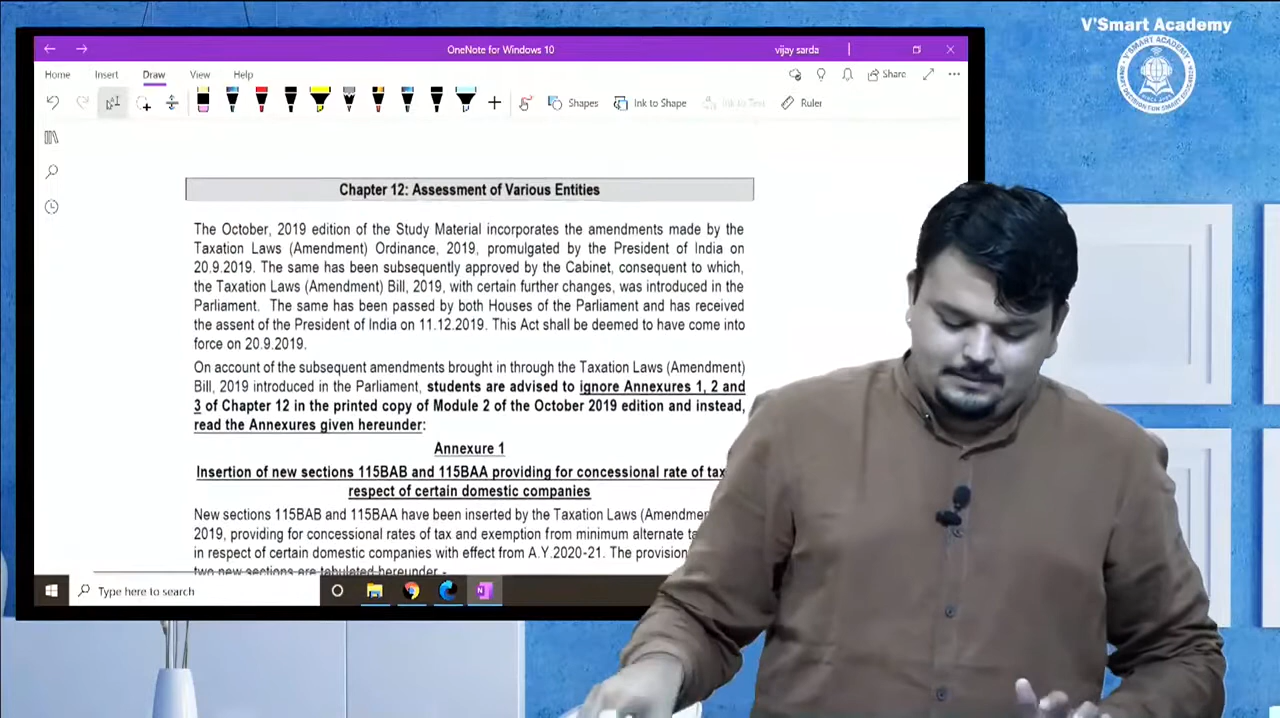 V'Smart Academy
V'SMART ACADEMY
OneNote for Windows 10
vijay sarda
Home Insert Draw View Help
Share
Shapes Ink to Shape Ink to Text Ruler
Chapter 12: Assessment of Various Entities
The October, 2019 edition of the Study Material incorporates the amendments made by the
Taxation Laws (Amendment) Ordinance, 2019, promulgated by the President of India on
20.9.2019. The same has been subsequently approved by the Cabinet, consequent to which,
the Taxation Laws (Amendment) Bill, 2019, with certain further changes, was introduced in the
Parliament. The same has been passed by both Houses of the Parliament and has received
the assent of the President of India on 11.12.2019. This Act shall be deemed to have come into
force on 20.9.2019.
On account of the subsequent amendments brought in through the Taxation Laws (Amendment)
Bill, 2019 introduced in the Parliament, students are advised to ignore Annexures 1, 2 and
3 of Chapter 12 in the printed copy of Module 2 of the October 2019 edition and instead,
read the Annexures given hereunder:
Annexure 1
Insertion of new sections 115BAB and 115BAA providing for concessional rate of tax
respect of certain domestic companies
New sections 115BAB and 115BAA have been inserted by the Taxation Laws (Amendmen
2019, providing for concessional rates of tax and exemption from minimum alternate ta
in respect of certain domestic companies with effect from A.Y.2020-21. The provision
two new sections are tabulated hereunder -
Type here to search